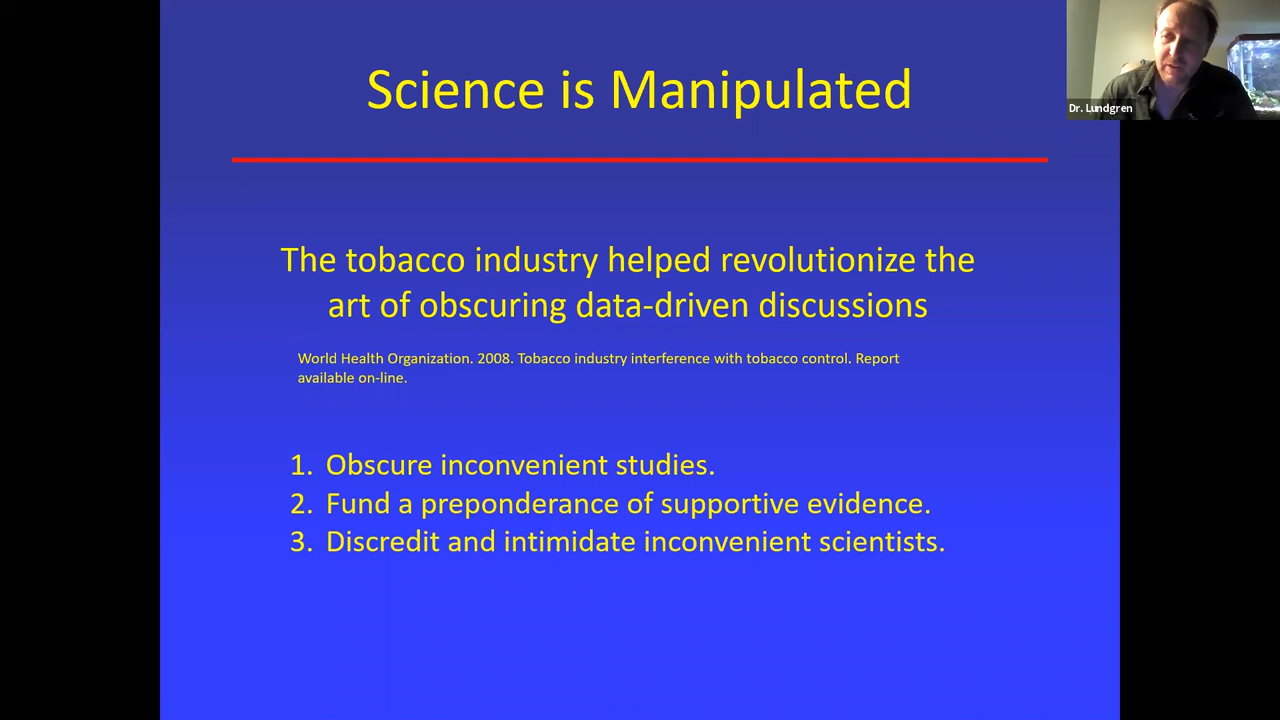 Science is Manipulated
Dr. Lundgren
The tobacco industry helped revolutionize the
art of obscuring data-driven discussions
World Health Organization. 2008. Tobacco industry interference with tobacco control. Report
available on-line.
1. Obscure inconvenient studies.
2. Fund a preponderance of supportive evidence.
3. Discredit and intimidate inconvenient scientists.